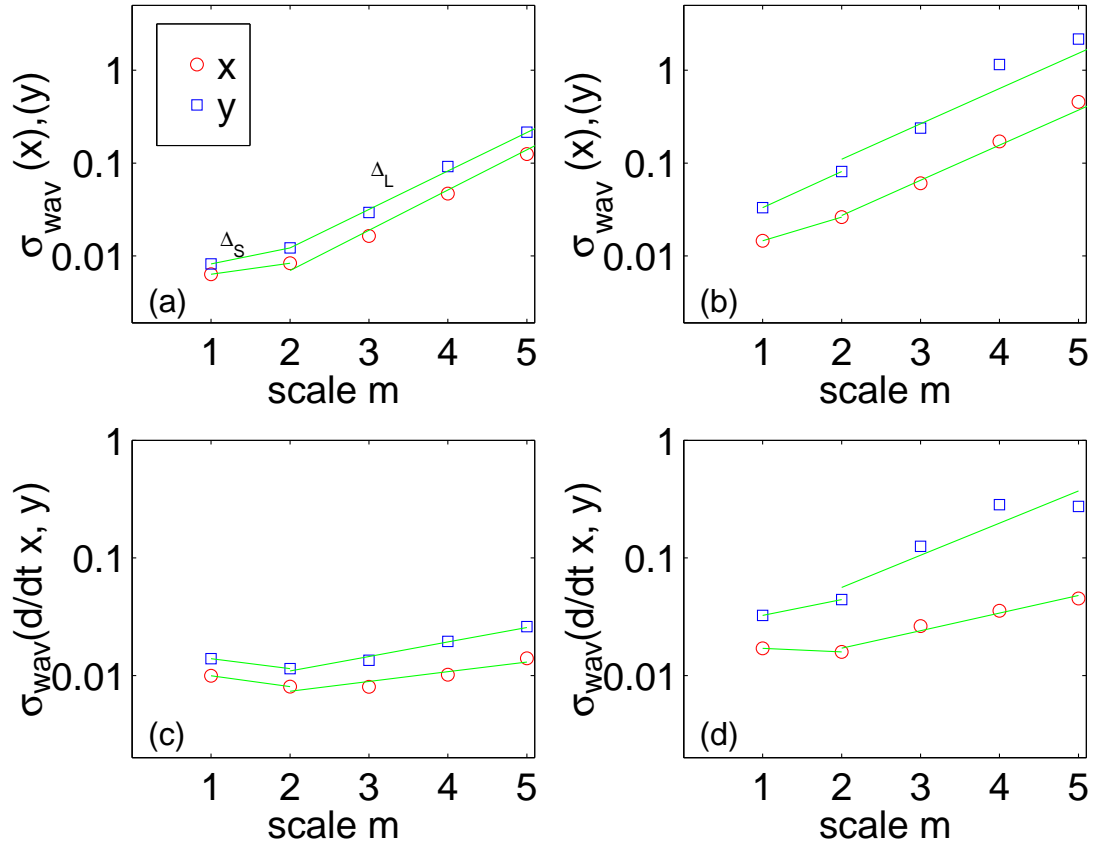 x
y
1
0.1
0.01
σwav (x),(y)
ΔS
ΔL
(a)
1 2 3 4 5
scale m
1
0.1
0.01
σwav (x),(y)
(b)
1 2 3 4 5
scale m
1
0.1
0.01
σwav(d/dt x, y)
(c)
1 2 3 4 5
scale m
1
0.1
0.01
σwav(d/dt x, y)
(d)
1 2 3 4 5
scale m